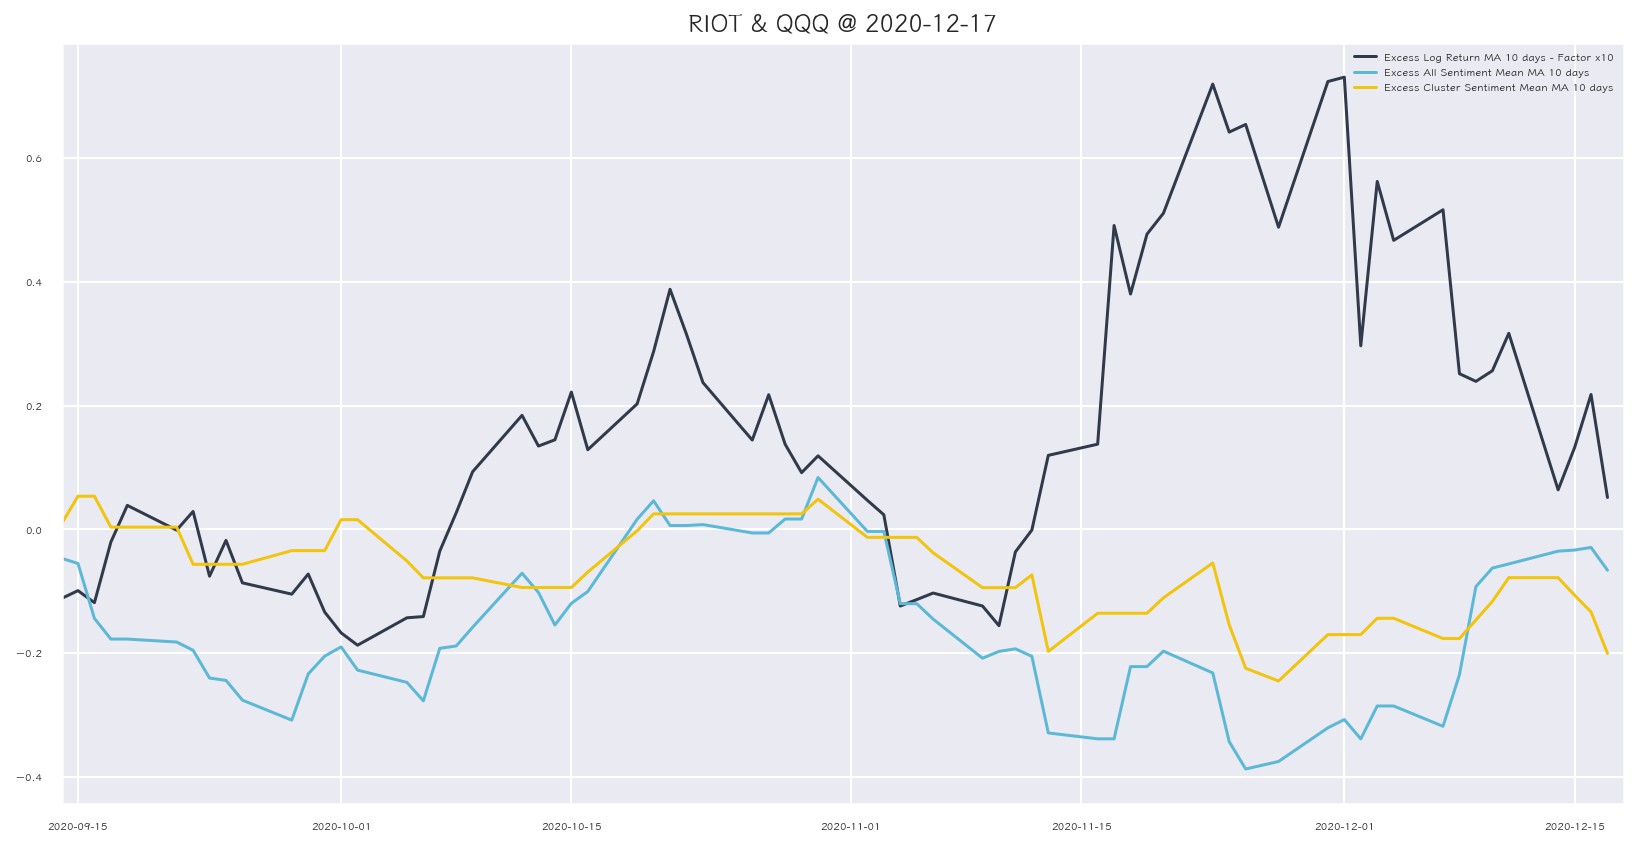 RIOT & QQQ @ 2020-12-17
Excess Log Return MA 10 days - Factor x10
Excess All Sentiment Mean MA 10 days
Excess Cluster Sentiment Mean MA 10 days
0.6
0.4
0.2
0.0
−0.2
−0.4
2020-09-15 2020-10-01 2020-10-15 2020-11-01 2020-11-15 2020-12-01 2020-12-15